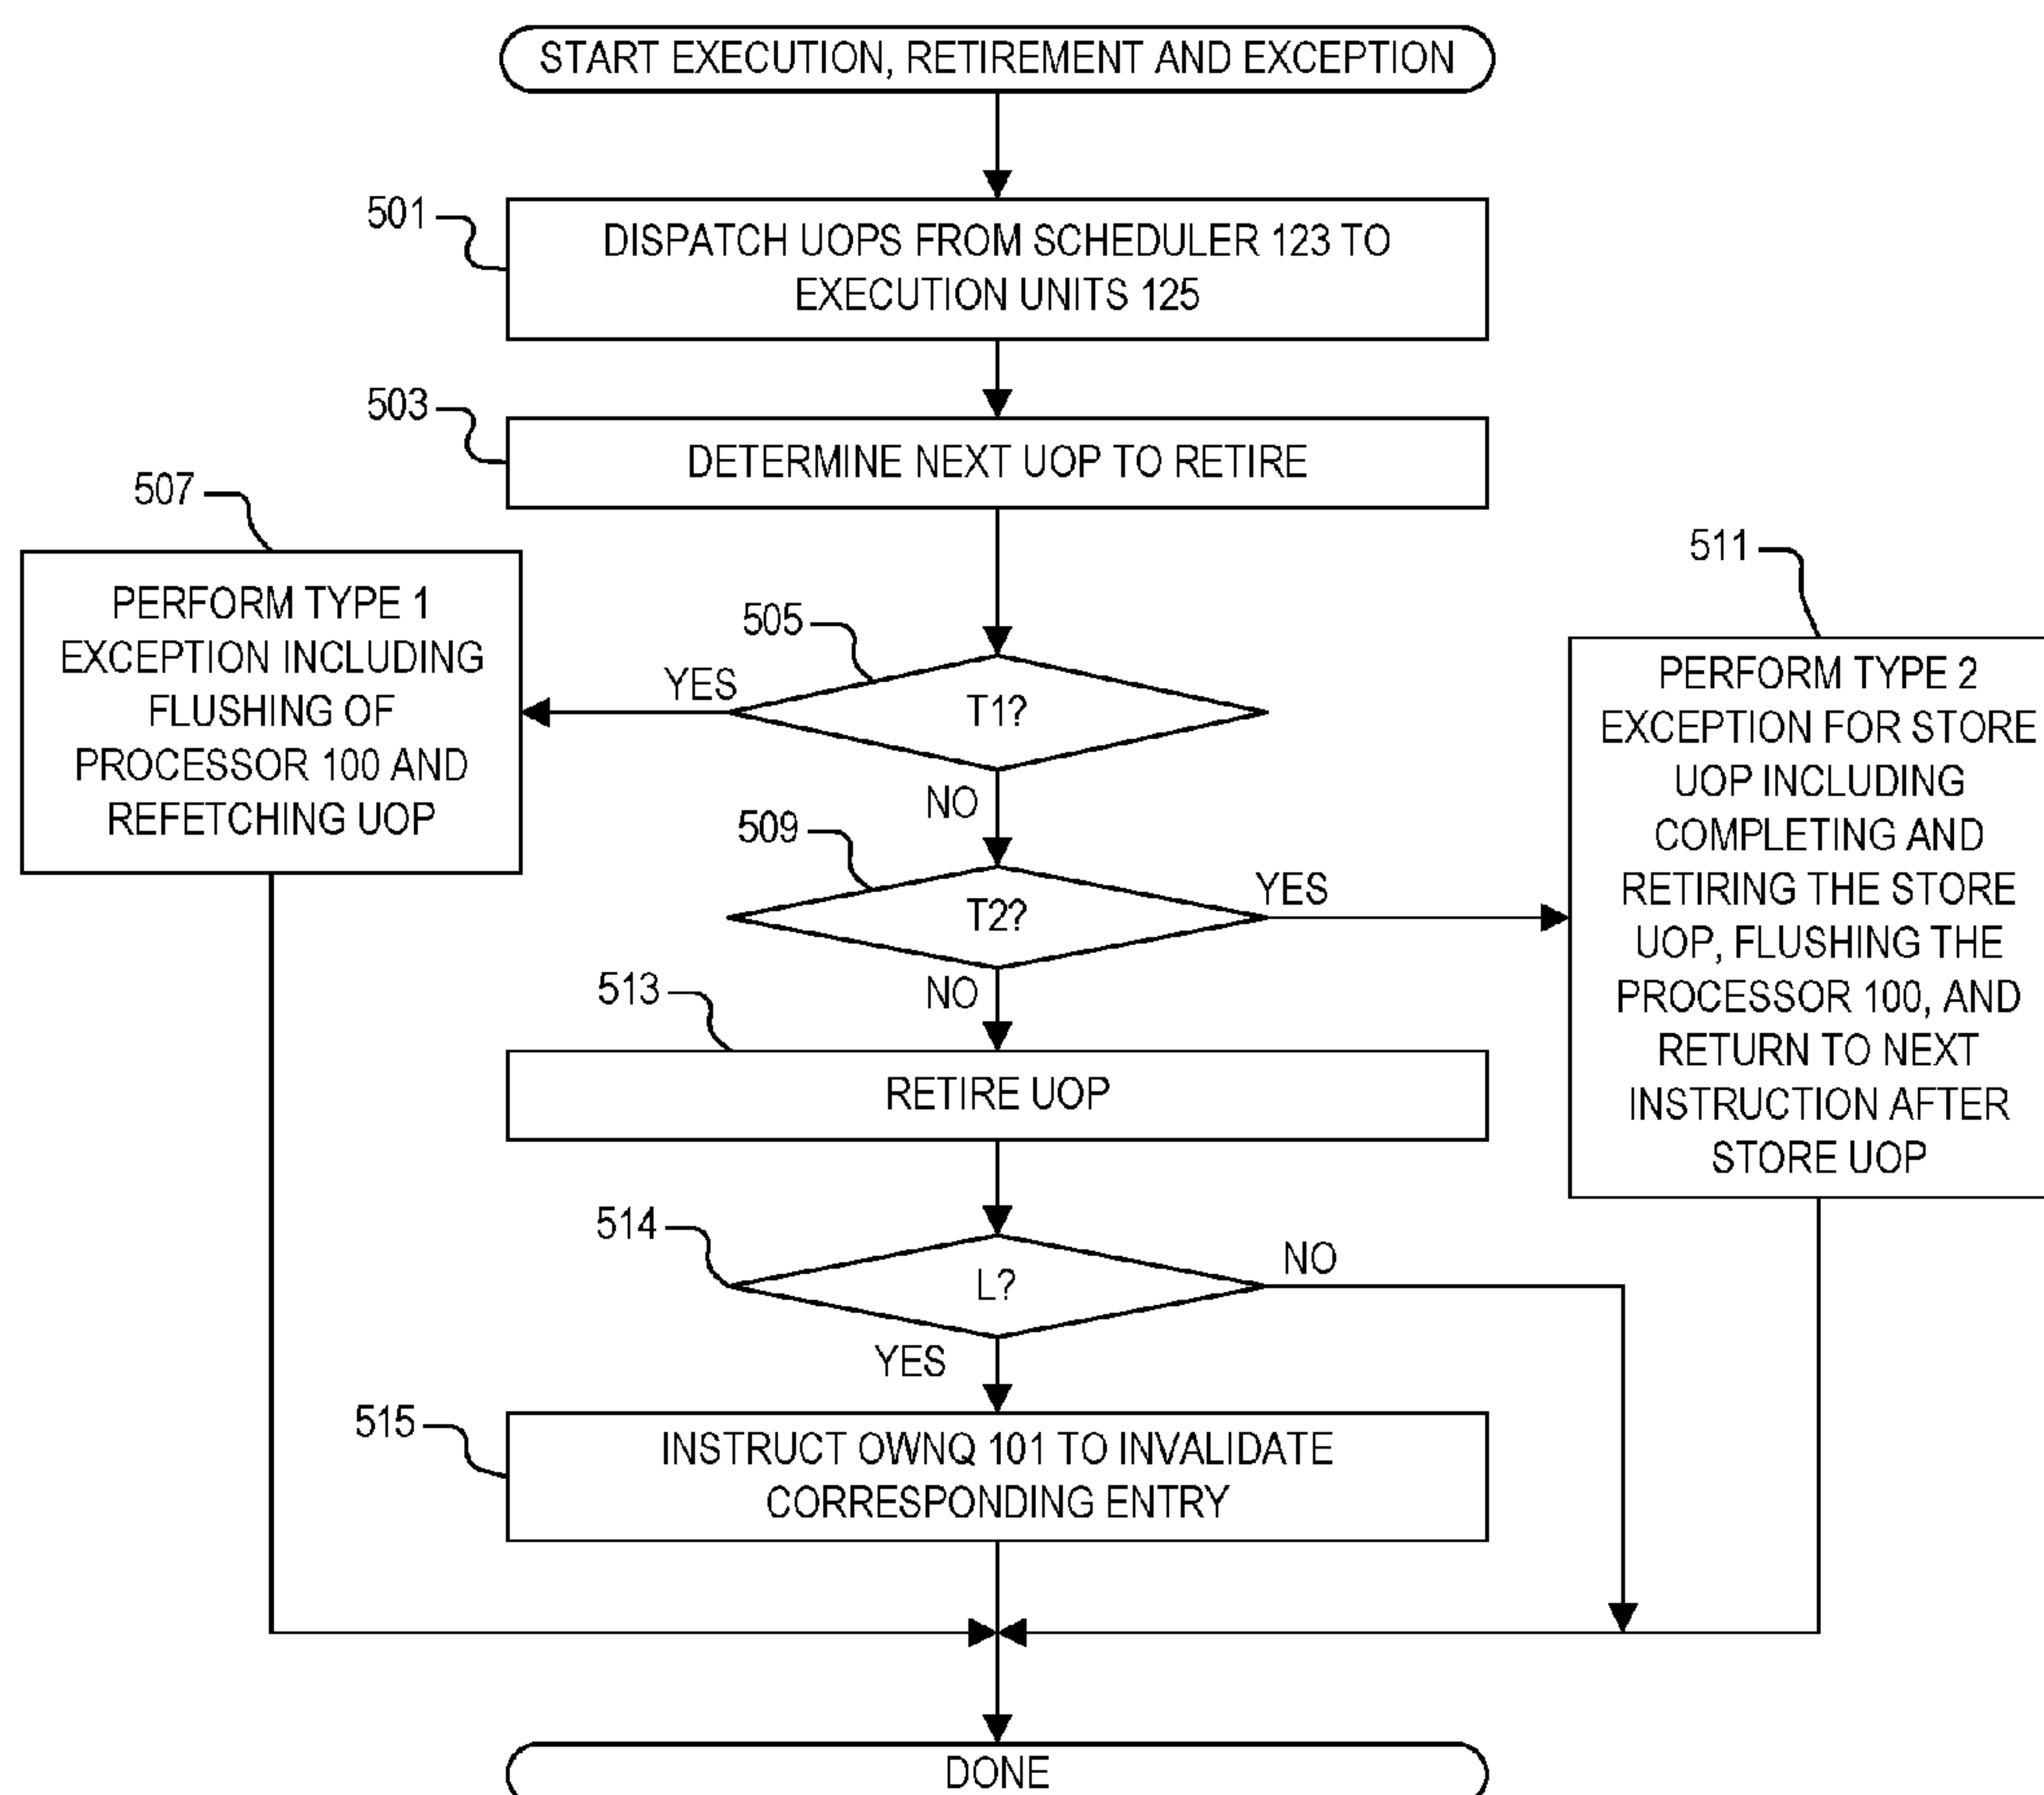 START EXECUTION, RETIREMENT AND EXCEPTION
501
DISPATCH UOPS FROM SCHEDULER 123 TO
EXECUTION UNITS 125
503
DETERMINE NEXT UOP TO RETIRE
507
PERFORM TYPE 1
EXCEPTION INCLUDING
FLUSHING OF
PROCESSOR 100 AND
REFETCHING UOP
505
T1?
YES
NO
509
T2?
YES
NO
511
PERFORM TYPE 2
EXCEPTION FOR STORE
UOP INCLUDING
COMPLETING AND
RETIRING THE STORE
UOP, FLUSHING THE
PROCESSOR 100, AND
RETURN TO NEXT
INSTRUCTION AFTER
STORE UOP
513
RETIRE UOP
514
L?
NO
YES
515
INSTRUCT OWNQ 101 TO INVALIDATE
CORRESPONDING ENTRY
DONE